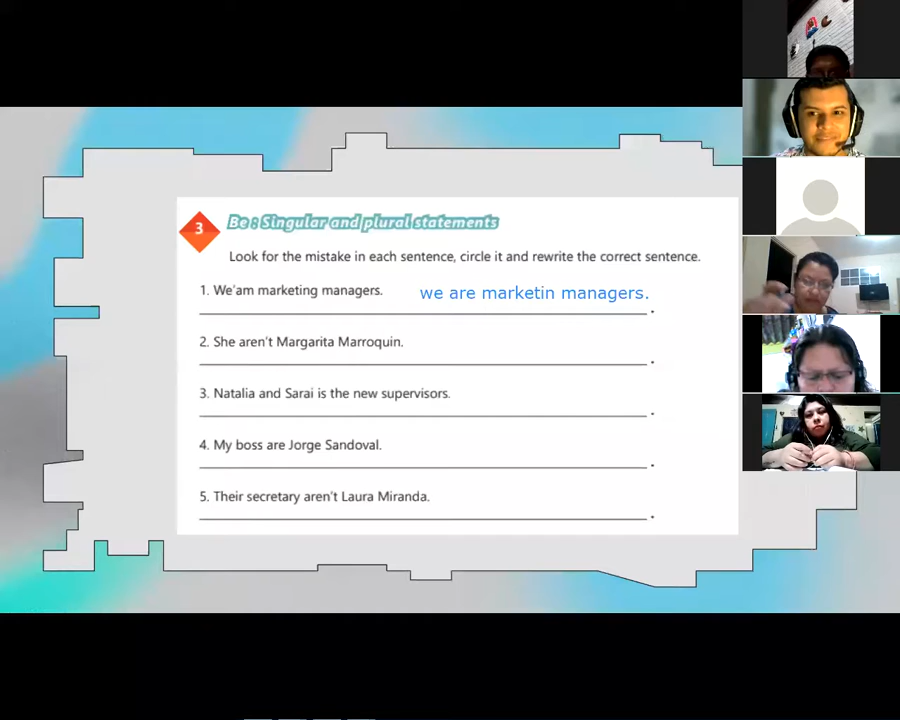 3
Be : Singular and plural statements
Look for the mistake in each sentence, circle it and rewrite the correct sentence.
1. We'am marketing managers. we are marketin managers.
.
2. She aren't Margarita Marroquin.
.
3. Natalia and Sarai is the new supervisors.
.
4. My boss are Jorge Sandoval.
.
5. Their secretary aren't Laura Miranda.
.